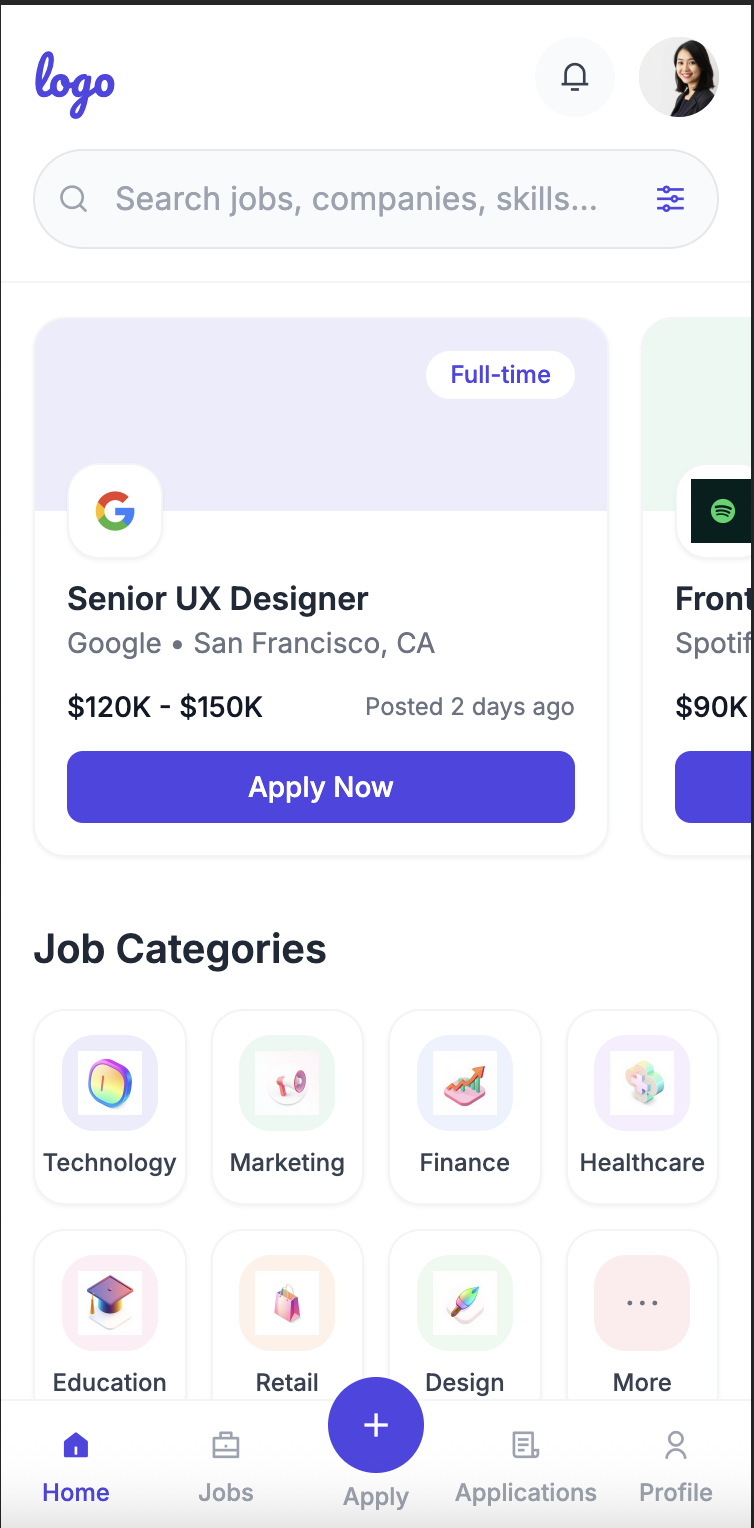 logo
Search jobs, companies, skills...
Full-time
Senior UX Designer
Google • San Francisco, CA
$120K - $150K
Posted 2 days ago
Apply Now
Front
Spotif
$90K
Job Categories
Technology
Marketing
Finance
Healthcare
Education
Retail
Design
More
Home
Jobs
Apply
Applications
Profile